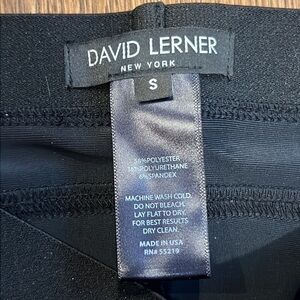 DAVID LERNER
NEW YORK
S
POLYESTER
POLYURETHANE
6%SPANDEX
MACHINE WASH COLD.
DO NOT BLEACH.
LAY FLAT TO DRY.
FOR BEST RESULTS
DRY CLEAN.
MADE IN USA
RN# 55219